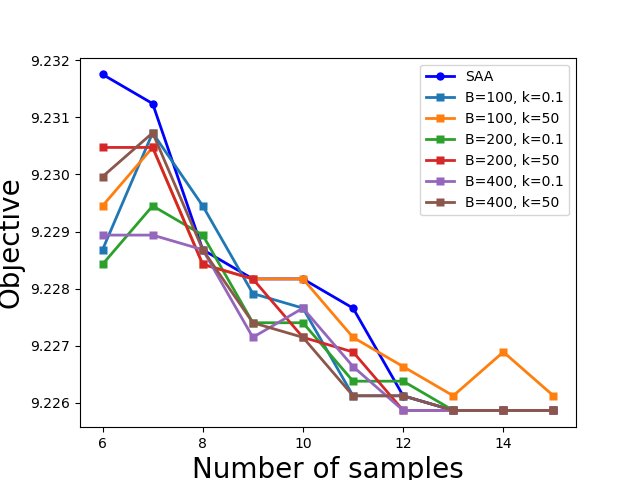 9.232
9.231
9.230
9.229
9.228
9.227
9.226
Objective
6 8 10 12 14
Number of samples
SAA
B=100, k=0.1
B=100, k=50
B=200, k=0.1
B=200, k=50
B=400, k=0.1
B=400, k=50